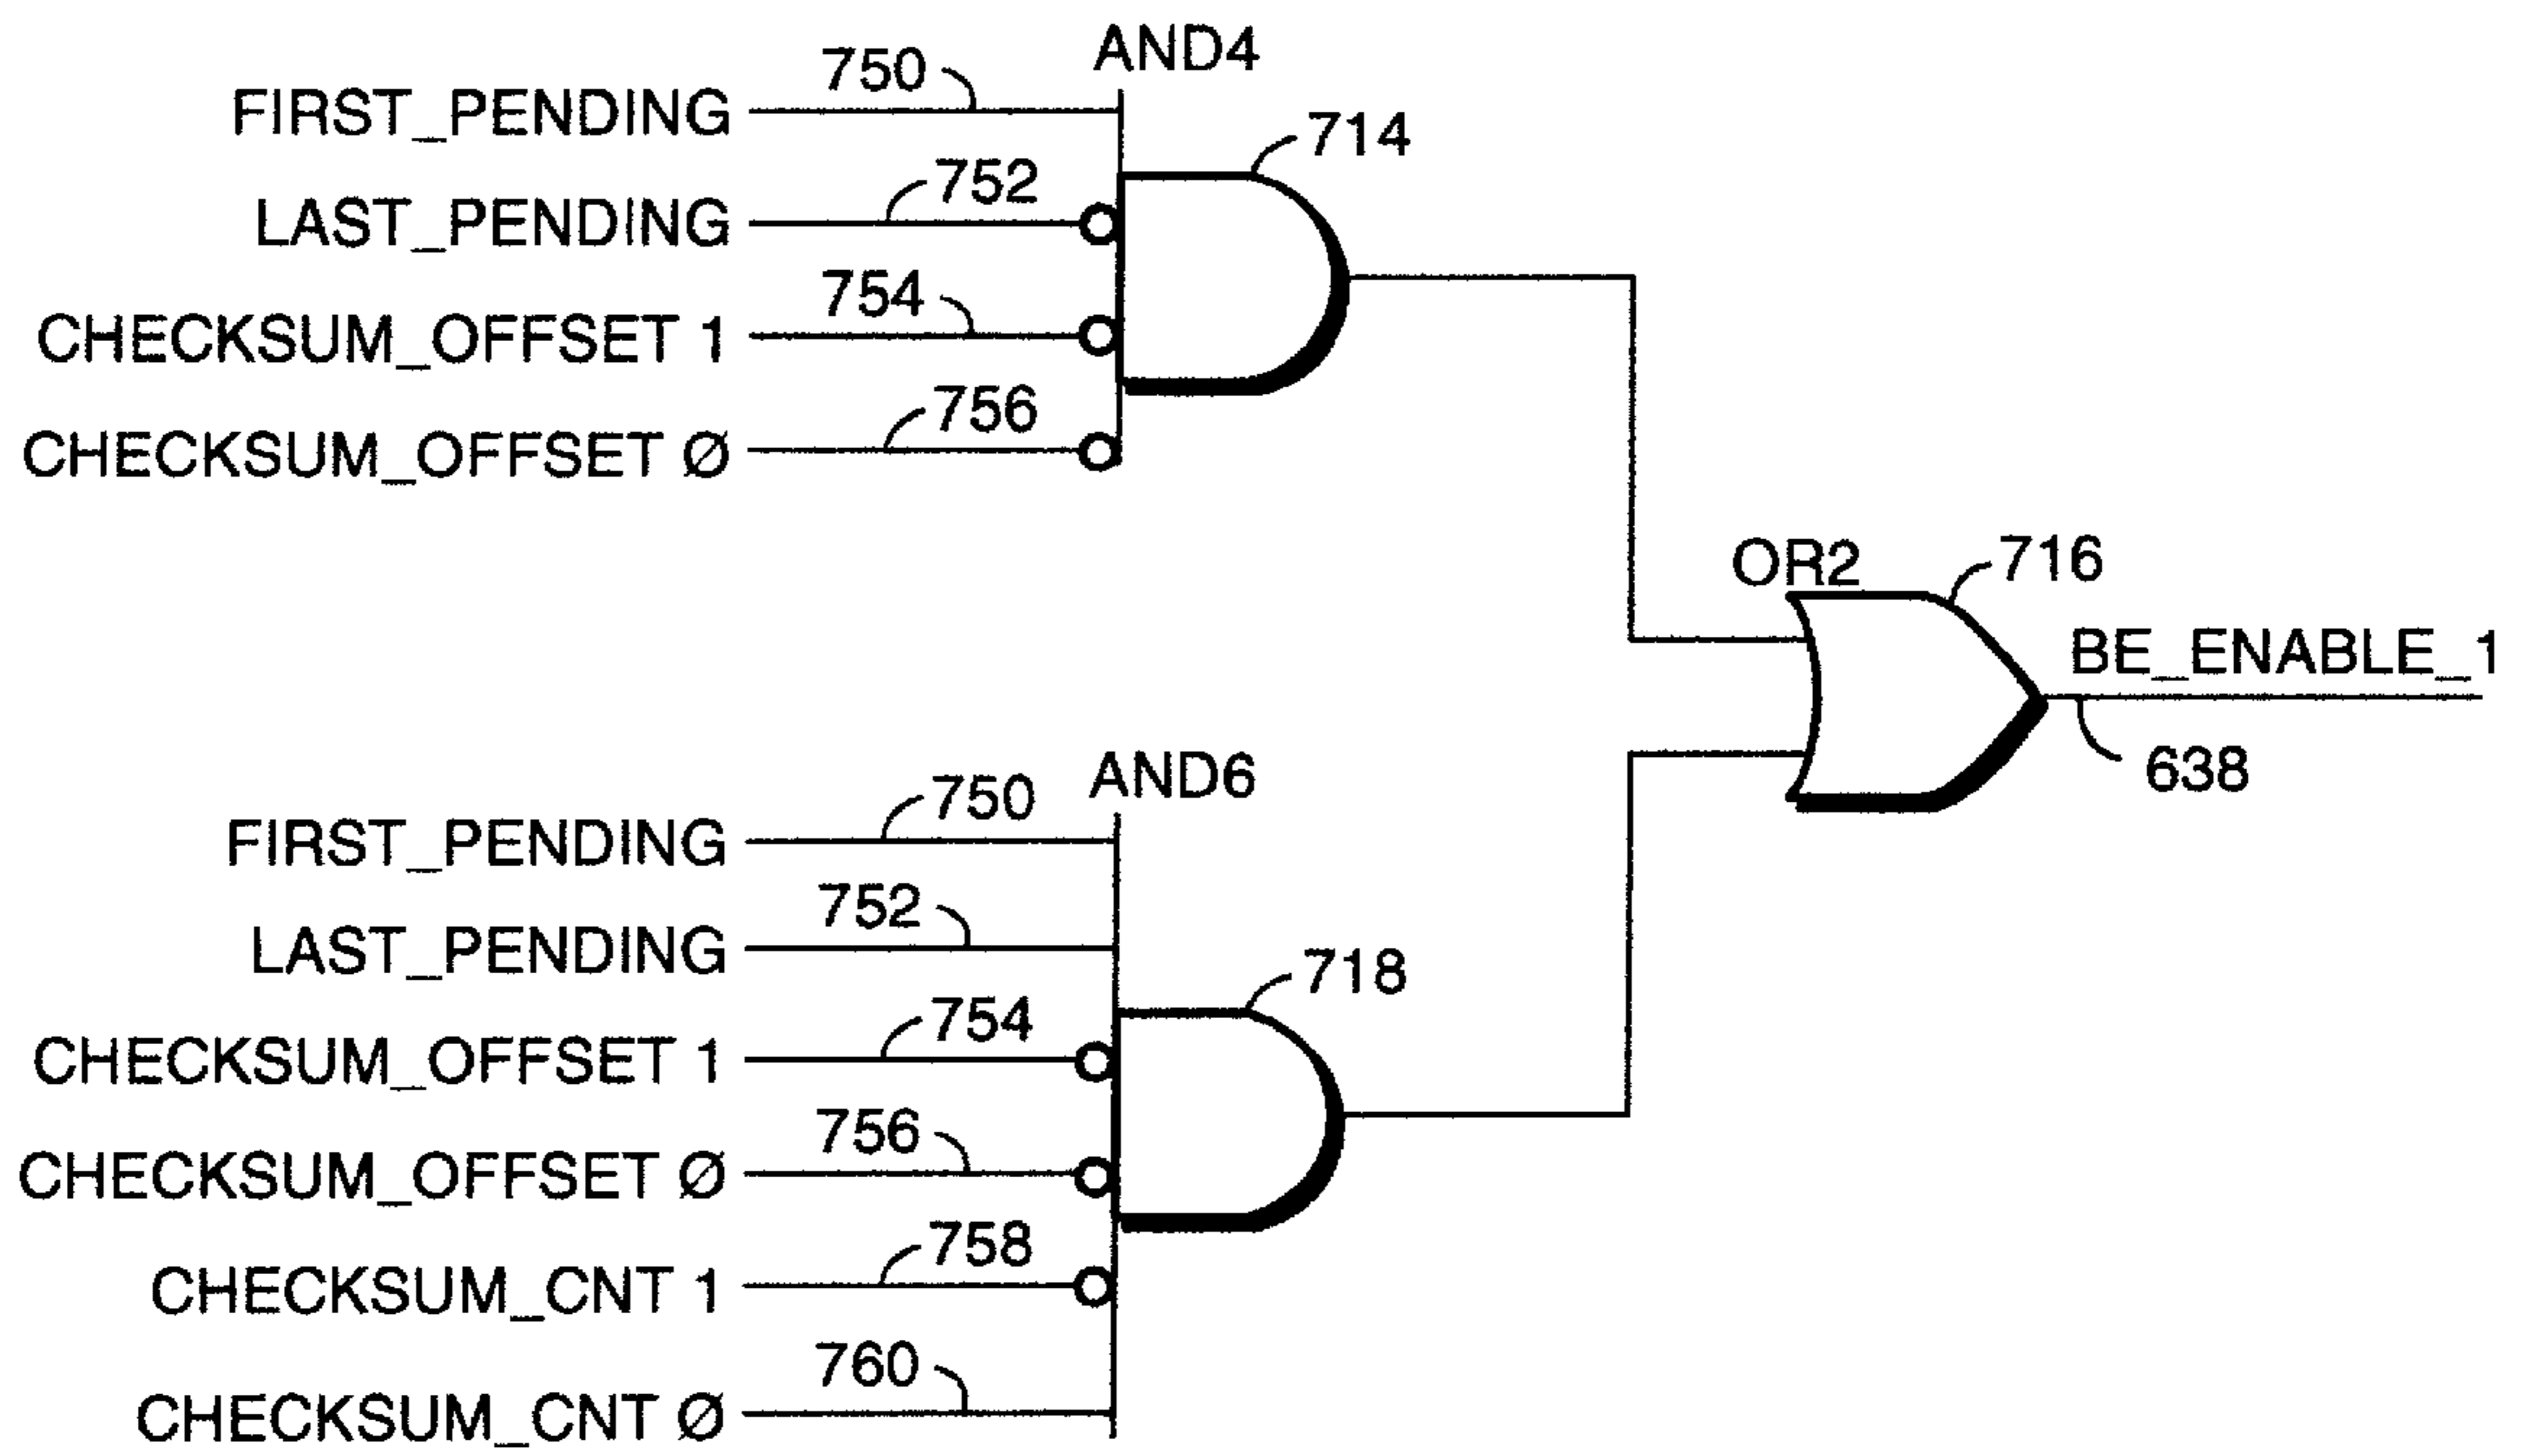 AND4
750
FIRST_PENDING
714
752
LAST_PENDING
754
CHECKSUM_OFFSET 1
756
CHECKSUM_OFFSET Ø
OR2
716
BE_ENABLE_1
638
AND6
750
FIRST_PENDING
752
LAST_PENDING
718
754
CHECKSUM_OFFSET 1
756
CHECKSUM_OFFSET Ø
758
CHECKSUM_CNT 1
760
CHECKSUM_CNT Ø